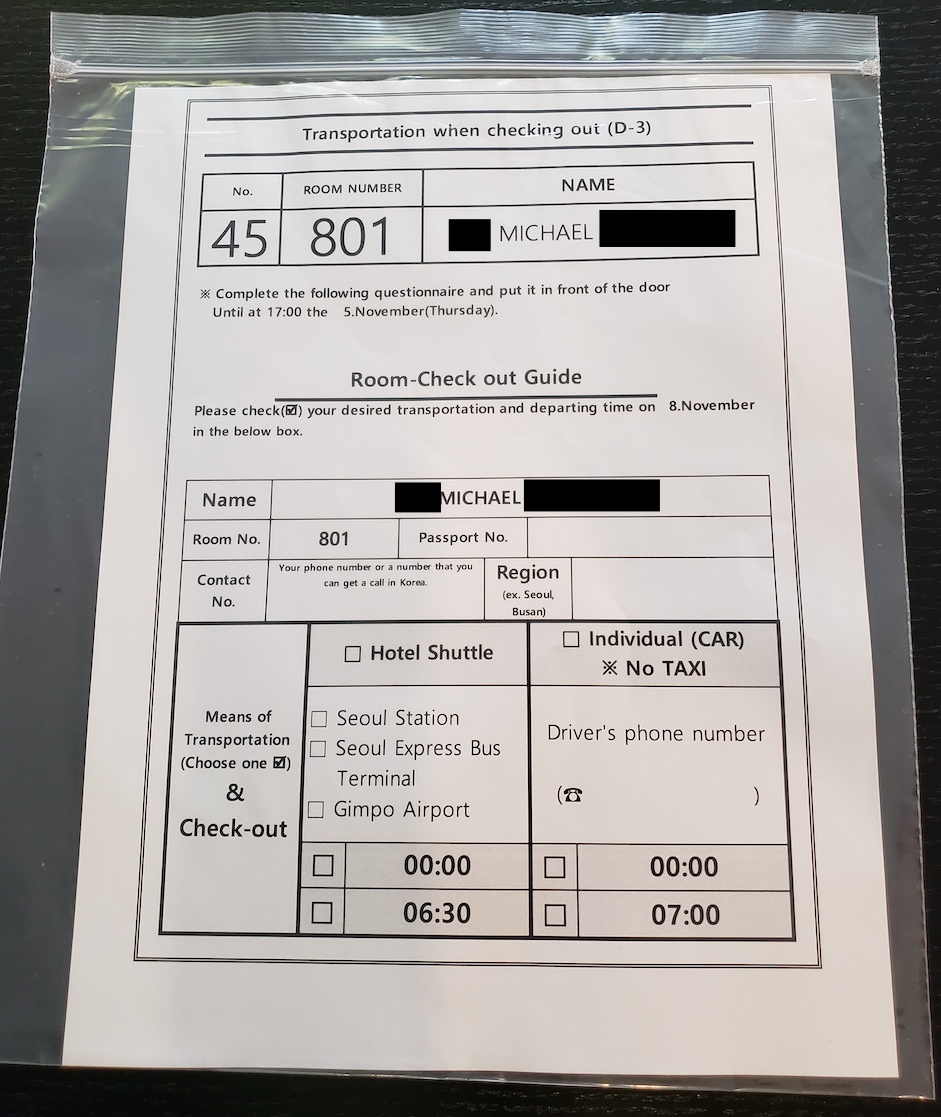 Transportation when checking out (D-3)
No. ROOM NUMBER NAME
45 801 MICHAEL
※ Complete the following questionnaire and put it in front of the door
Until at 17:00 the 5.November(Thursday).
Room-Check out Guide
Please check(☑) your desired transportation and departing time on 8.November
in the below box.
Name MICHAEL
Room No. 801 Passport No.
Contact
No.
Your phone number or a number that you
can get a call in Korea.
Region
(ex. Seoul,
Busan)
Means of
Transportation
(Choose one ☑)
&
Check-out
☐ Hotel Shuttle
☐ Seoul Station
☐ Seoul Express Bus
Terminal
☐ Gimpo Airport
☐ 00:00
☐ 06:30
☐ Individual (CAR)
※ No TAXI
Driver's phone number
(☎ )
☐ 00:00
☐ 07:00